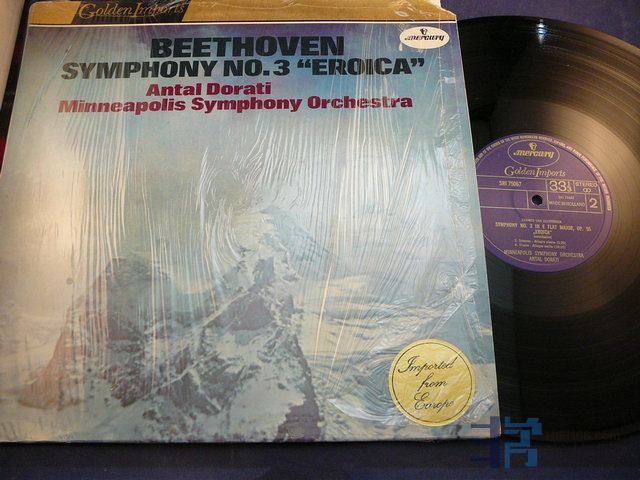 Golden Imports
mercury
BEETHOVEN
SYMPHONY NO.3 "EROICA"
Antal Dorati
Minneapolis Symphony Orchestra
Imported
from
Europe
mercury
Golden Imports
SRI 75067
33 1/3
STEREO
MADE IN HOLLAND
2
SYMPHONY NO. 3 IN E FLAT MAJOR, OP. 55
"EROICA"
MINNEAPOLIS SYMPHONY ORCHESTRA
ANTAL DORATI